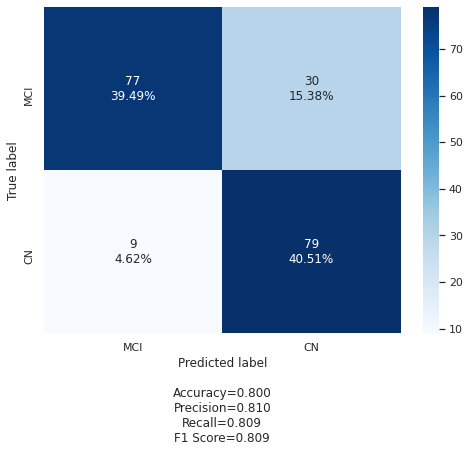 77
39.49%
30
15.38%
9
4.62%
79
40.51%
MCI
CN
True label
MCI
CN
Predicted label
Accuracy=0.800
Precision=0.810
Recall=0.809
F1 Score=0.809
70
60
50
40
30
20
10